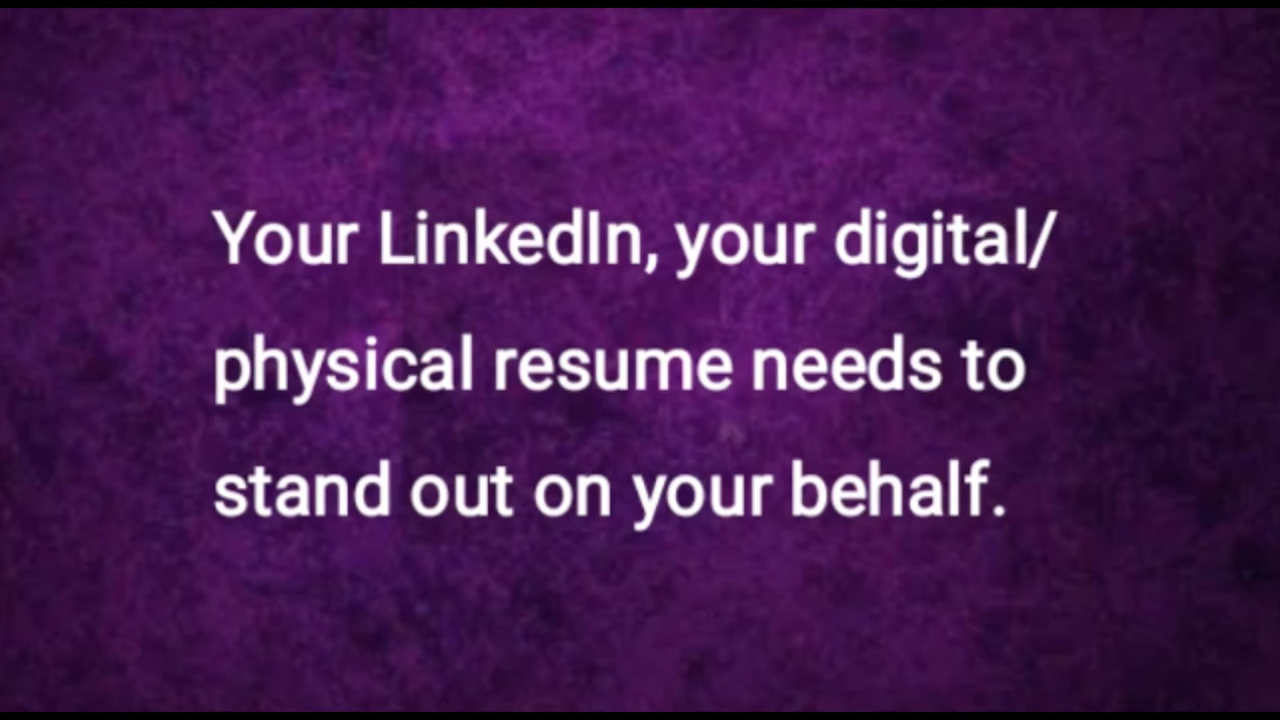 Your LinkedIn, your digital/
physical resume needs to
stand out on your behalf.